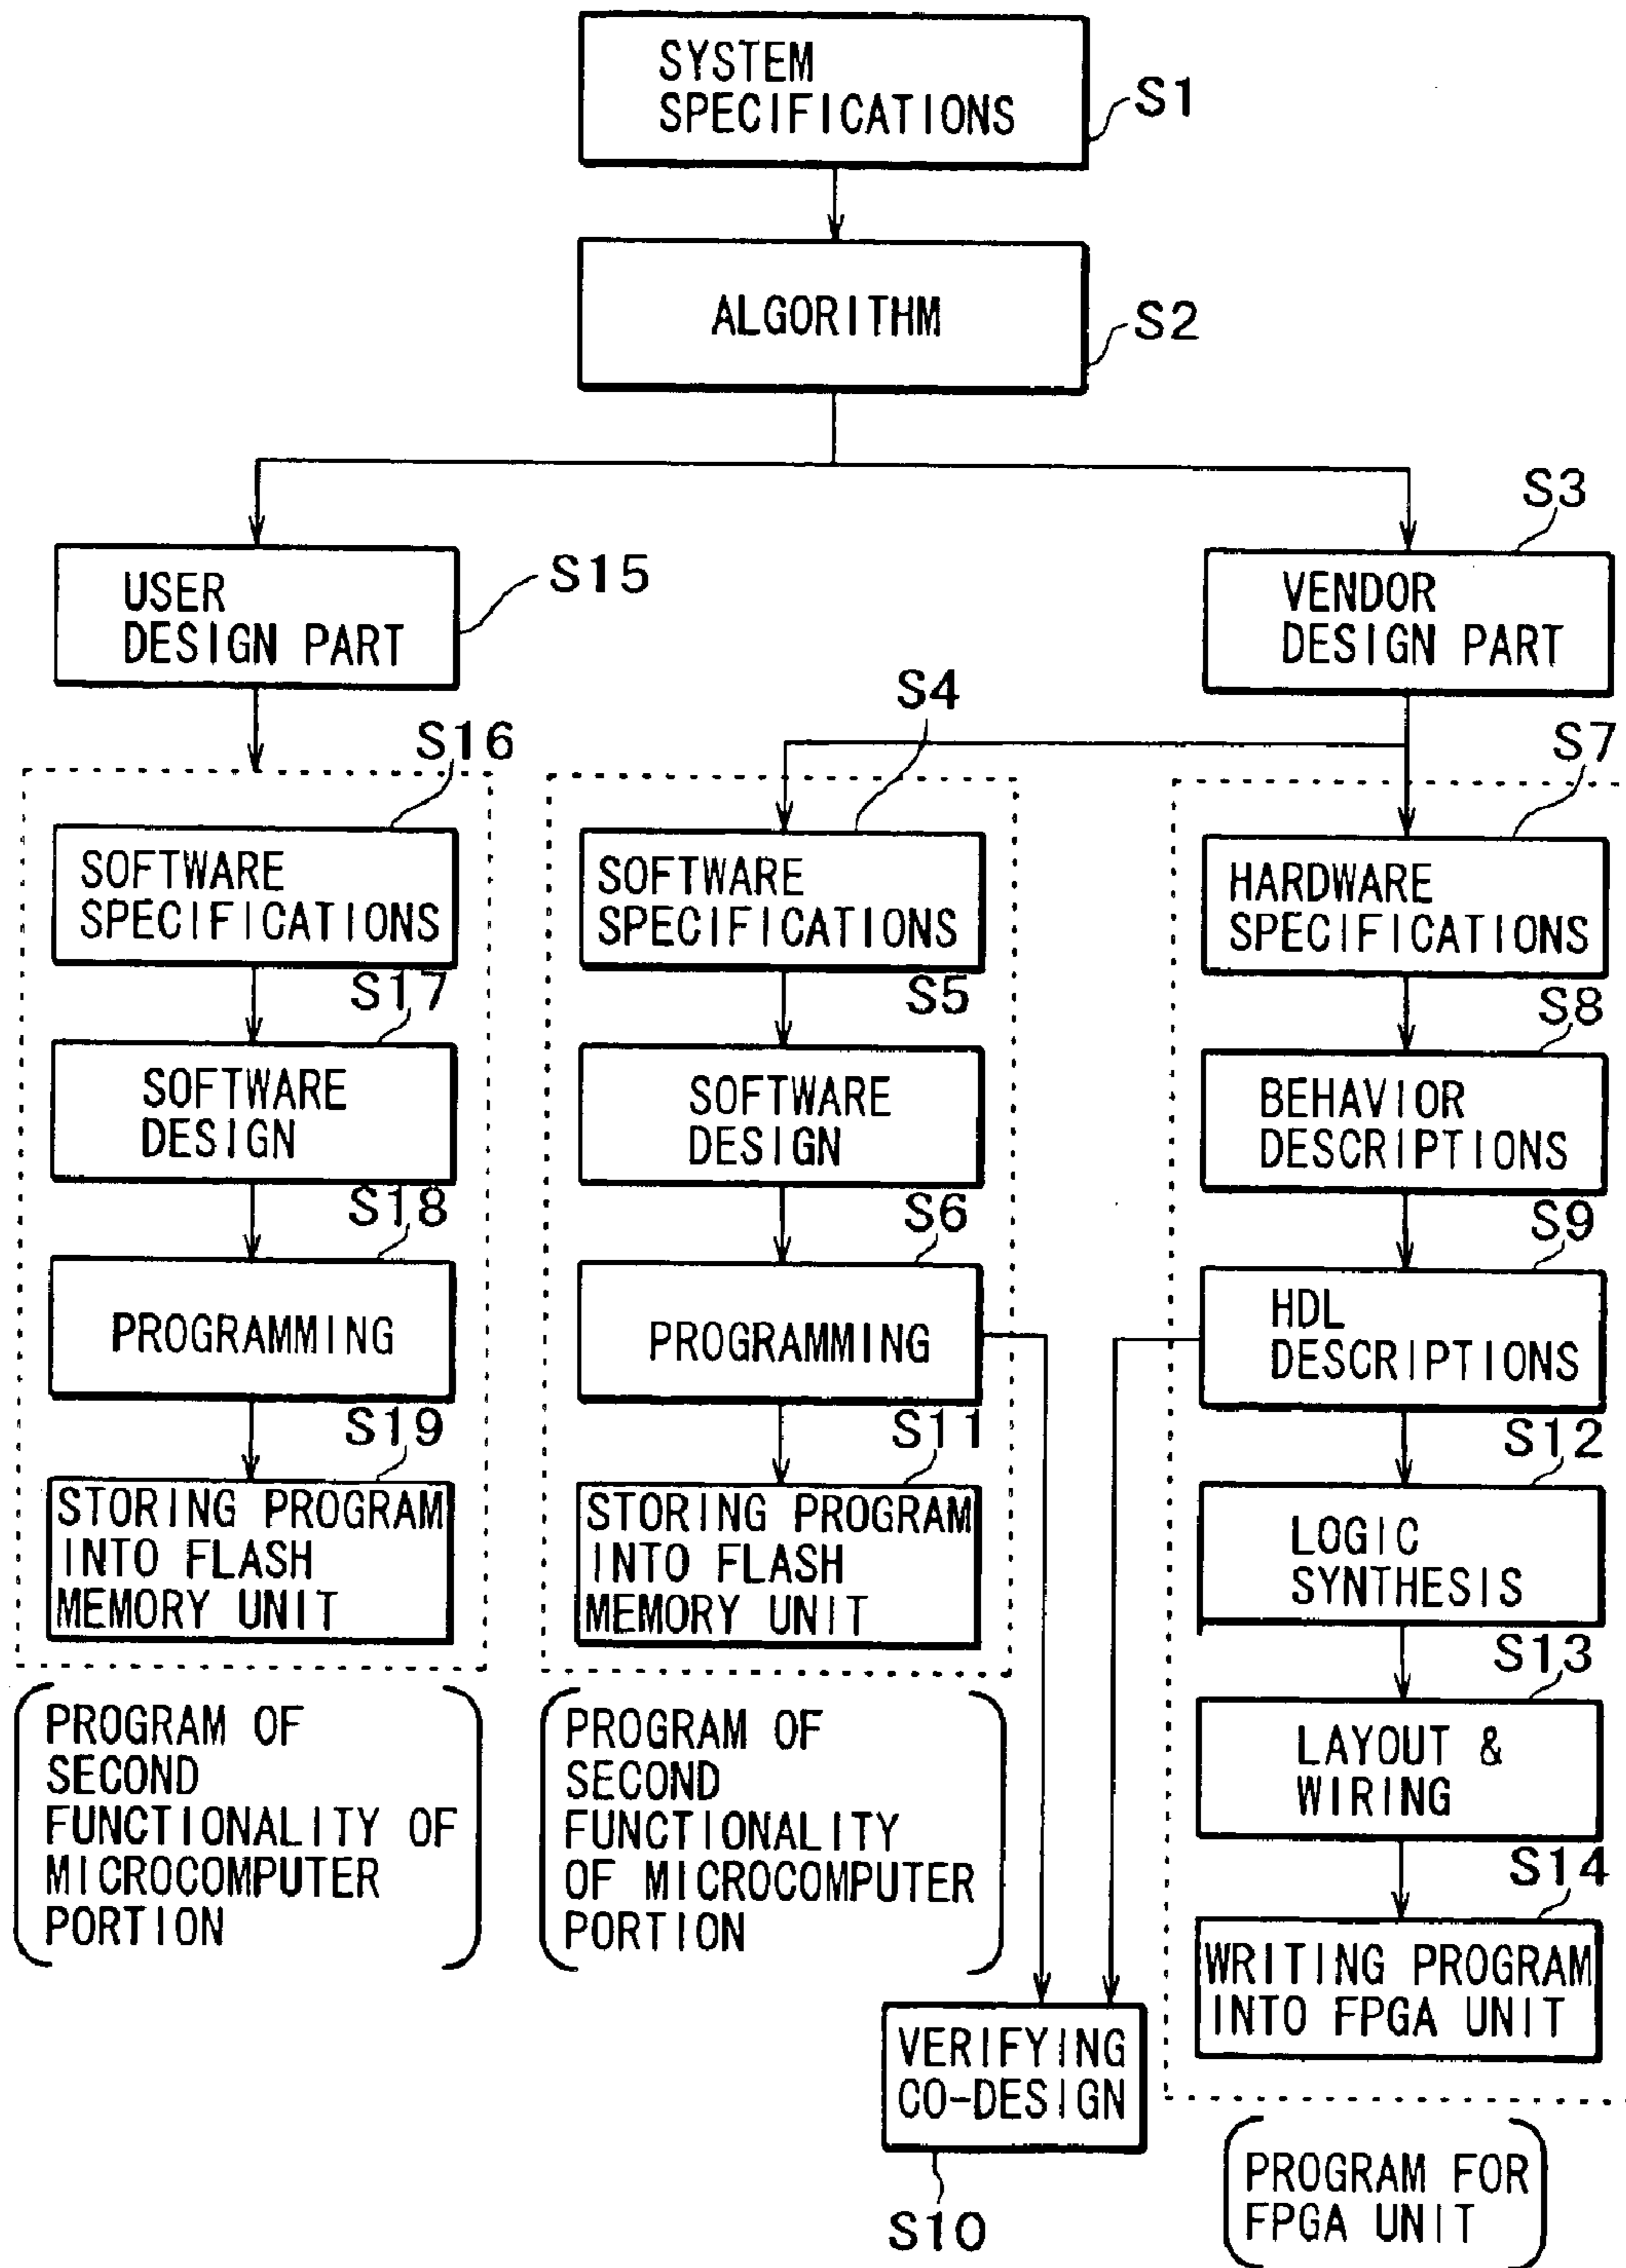 SYSTEM
SPECIFICATIONS
S1
ALGORITHM
S2
USER
DESIGN PART
S15
S3
VENDOR
DESIGN PART
S16
SOFTWARE
SPECIFICATIONS
S17
SOFTWARE
DESIGN
S18
PROGRAMMING
S19
STORING PROGRAM
INTO FLASH
MEMORY UNIT
PROGRAM OF
SECOND
FUNCTIONALITY OF
MICROCOMPUTER
PORTION
S4
SOFTWARE
SPECIFICATIONS
S5
SOFTWARE
DESIGN
S6
PROGRAMMING
S11
STORING PROGRAM
INTO FLASH
MEMORY UNIT
PROGRAM OF
SECOND
FUNCTIONALITY
OF MICROCOMPUTER
PORTION
S7
HARDWARE
SPECIFICATIONS
S8
BEHAVIOR
DESCRIPTIONS
S9
HDL
DESCRIPTIONS
S12
LOGIC
SYNTHESIS
S13
LAYOUT &
WIRING
S14
WRITING PROGRAM
INTO FPGA UNIT
VERIFYING
CO-DESIGN
S10
PROGRAM FOR
FPGA UNIT